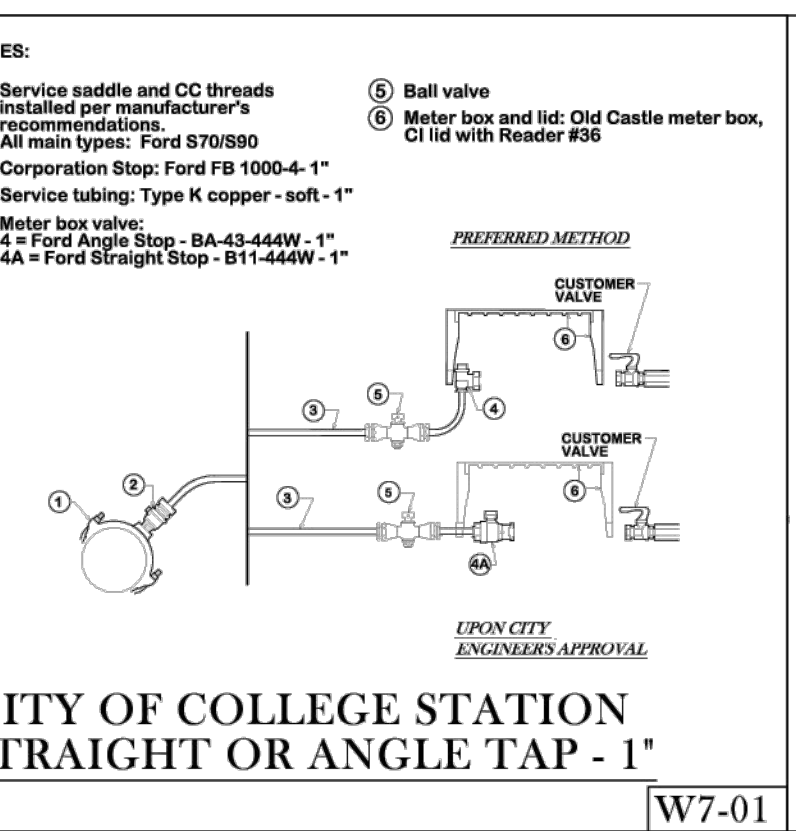 ES:
Service saddle and CC threads
installed per manufacturer's
recommendations.
All main types: Ford S70/S90
Corporation Stop: Ford FB 1000-4- 1"
Service tubing: Type K copper - soft - 1"
Meter box valve:
4 = Ford Angle Stop - BA-43-444W - 1"
4A = Ford Straight Stop - B11-444W - 1"
5 Ball valve
6 Meter box and lid: Old Castle meter box,
CI lid with Reader #36
PREFERRED METHOD
CUSTOMER
VALVE
6
5
3
4
CUSTOMER
VALVE
2
1
3
5
6
4A
UPON CITY
ENGINEER'S APPROVAL
ITY OF COLLEGE STATION
TRAIGHT OR ANGLE TAP - 1"
W7-01